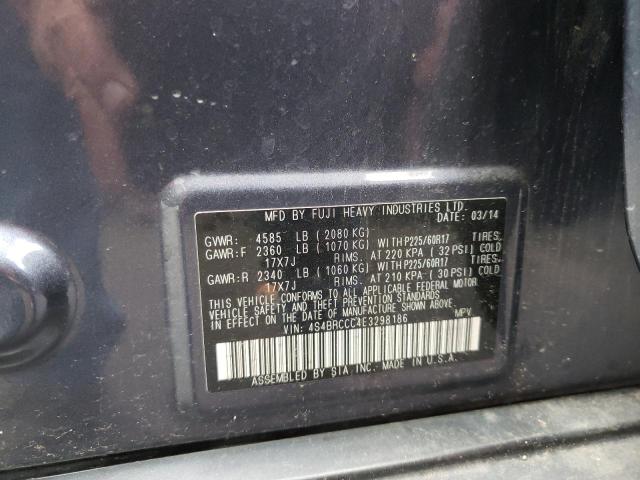 MFD BY FUJI HEAVY INDUSTRIES LTD.
DATE: 03/14
GVWR: 4585 LB (2080 KG)
GAWR:F 2360 LB (1070 KG) WITH P225/60R17 TIRES,
17X7J RIMS. AT 220 KPA (32 PSI) COLD
GAWR:R 2340 LB (1060 KG) WITH P225/60R17 TIRES,
17X7J RIMS. AT 210 KPA (30 PSI) COLD
THIS VEHICLE CONFORMS TO ALL APPLICABLE FEDERAL MOTOR
VEHICLE SAFETY AND THEFT PREVENTION STANDARDS
IN EFFECT ON THE DATE OF MANUFACTURE SHOWN ABOVE.
VIN: 4S4BRCCC4E3298186 MPV
ASSEMBLED BY SIA INC. MADE IN U.S.A.